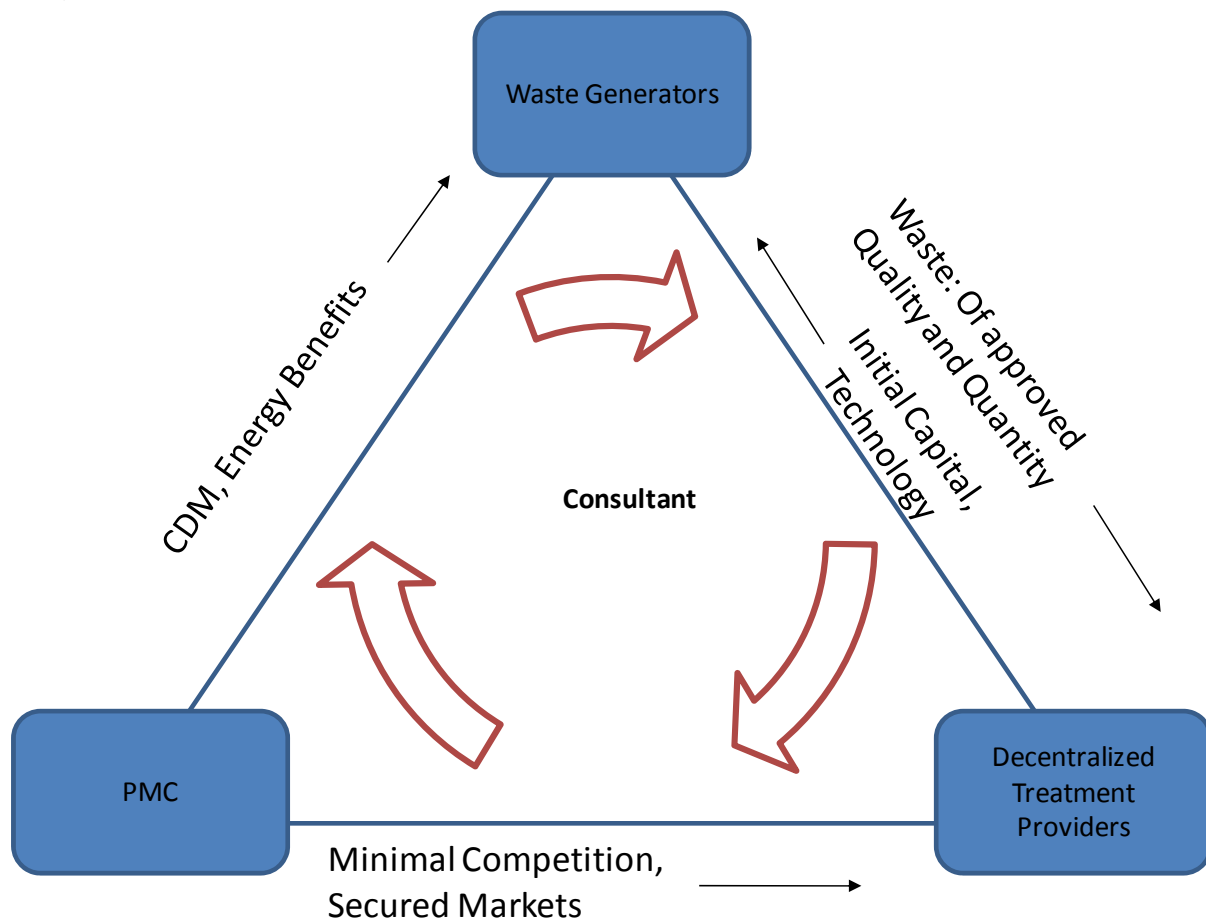 Waste Generators
CDM, Energy Benefits
Waste: Of approved
Quality and Quantity
Initial Capital,
Technology
Consultant
PMC
Decentralized
Treatment
Providers
Minimal Competition,
Secured Markets